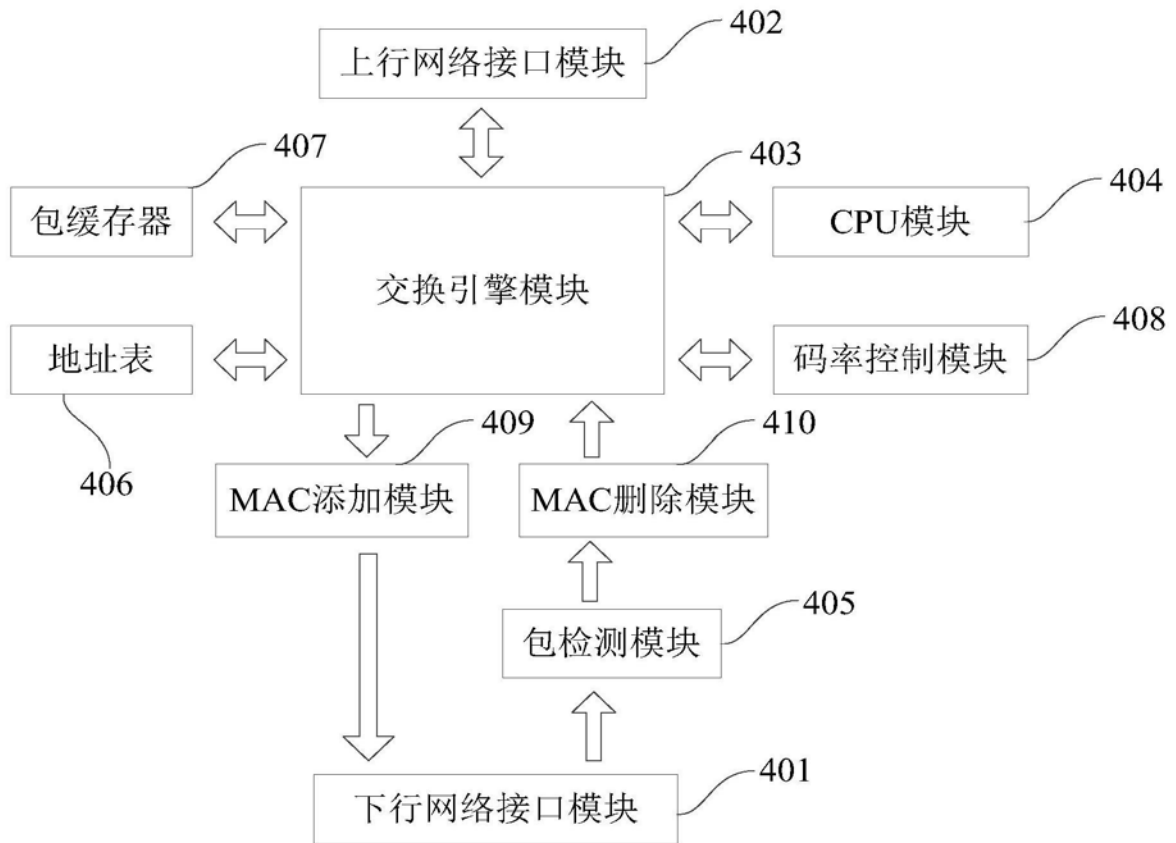 402
上行网络接口模块
407
403
404
包缓存器
CPU模块
交换引擎模块
408
地址表
码率控制模块
409
410
406
MAC添加模块
MAC删除模块
405
包检测模块
401
下行网络接口模块